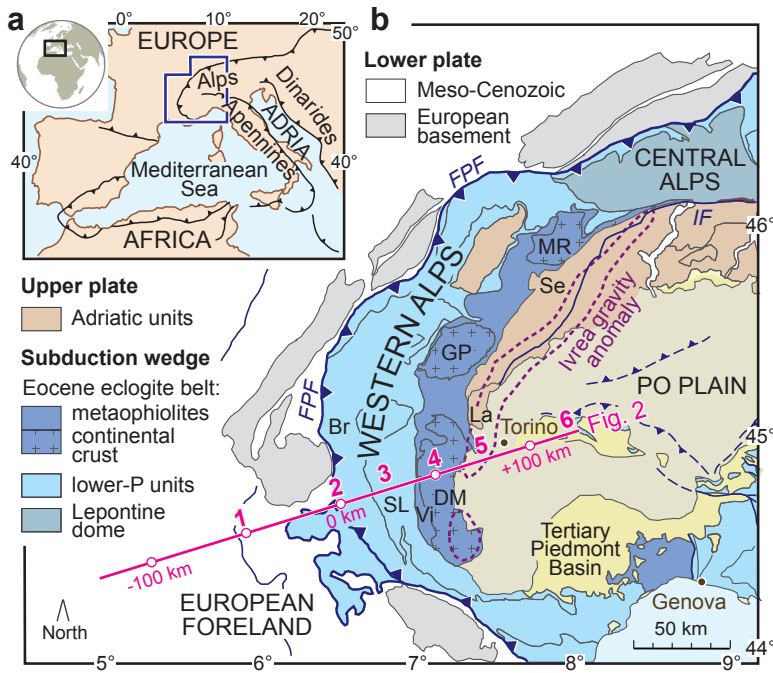 a
0°
10°
20°
50°
EUROPE
Alps
Dinarides
Apennines
ADRIA
40°
40°
Mediterranean
Sea
AFRICA
Upper plate
Adriatic units
Subduction wedge
Eocene eclogite belt:
metaophiolites
continental
crust
lower-P units
Lepontine
dome
b
Lower plate
Meso-Cenozoic
European
basement
FPF
CENTRAL
ALPS
IF
46°
MR
Se
WESTERN ALPS
Ivrea gravity
anomaly
GP
PO PLAIN
FPF
La
Torino
45°
Br
6
Fig. 2
5
+100 km
4
3
2
0 km
1
-100 km
SL
DM
Vi
Tertiary
Piedmont
Basin
EUROPEAN
FORELAND
Genova
North
50 km
44°
5°
6°
7°
8°
9°